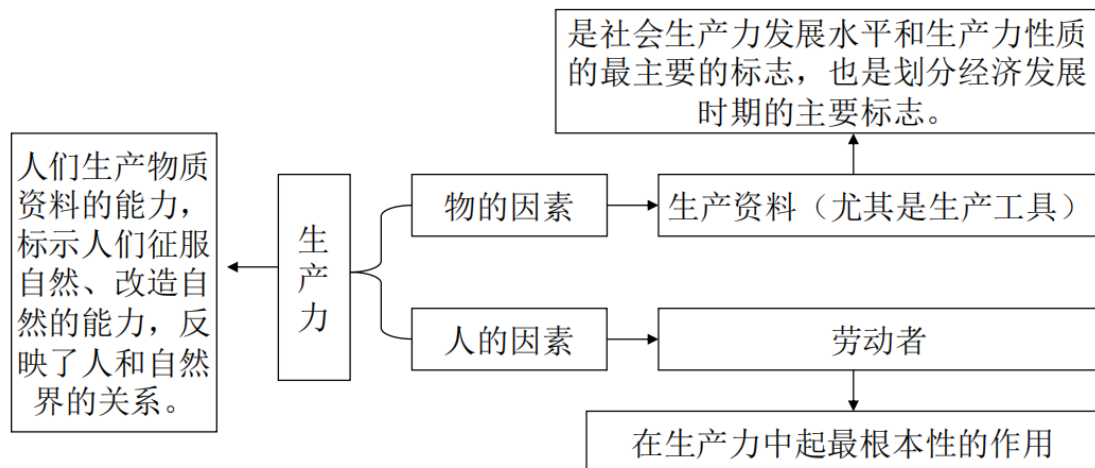 是社会生产力发展水平和生产力性质
的最主要的标志，也是划分经济发展
时期的主要标志。
人们生产物质
资料的能力，
标示人们征服
自然、改造自
然的能力，反
映了人和自然
界的关系。
生
产
力
物的因素
生产资料（尤其是生产工具）
人的因素
劳动者
在生产力中起最根本性的作用